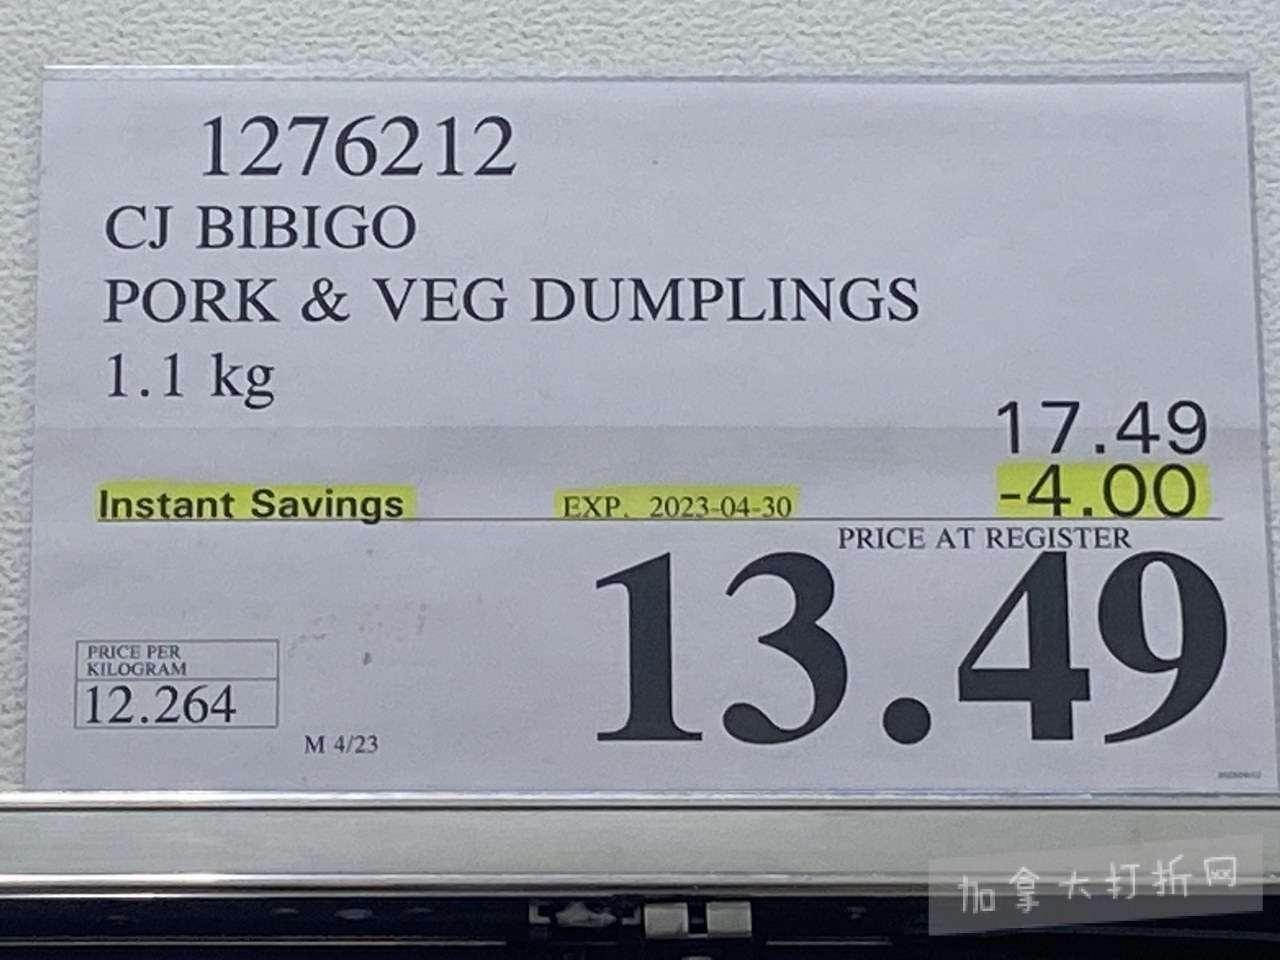 1276212
CJ BIBIGO
PORK & VEG DUMPLINGS
1.1 kg
17.49
Instant Savings EXP. 2023-04-30 -4.00
PRICE AT REGISTER
13.49
PRICE PER
KILOGRAM
12.264
M 4/23
加拿大打折网